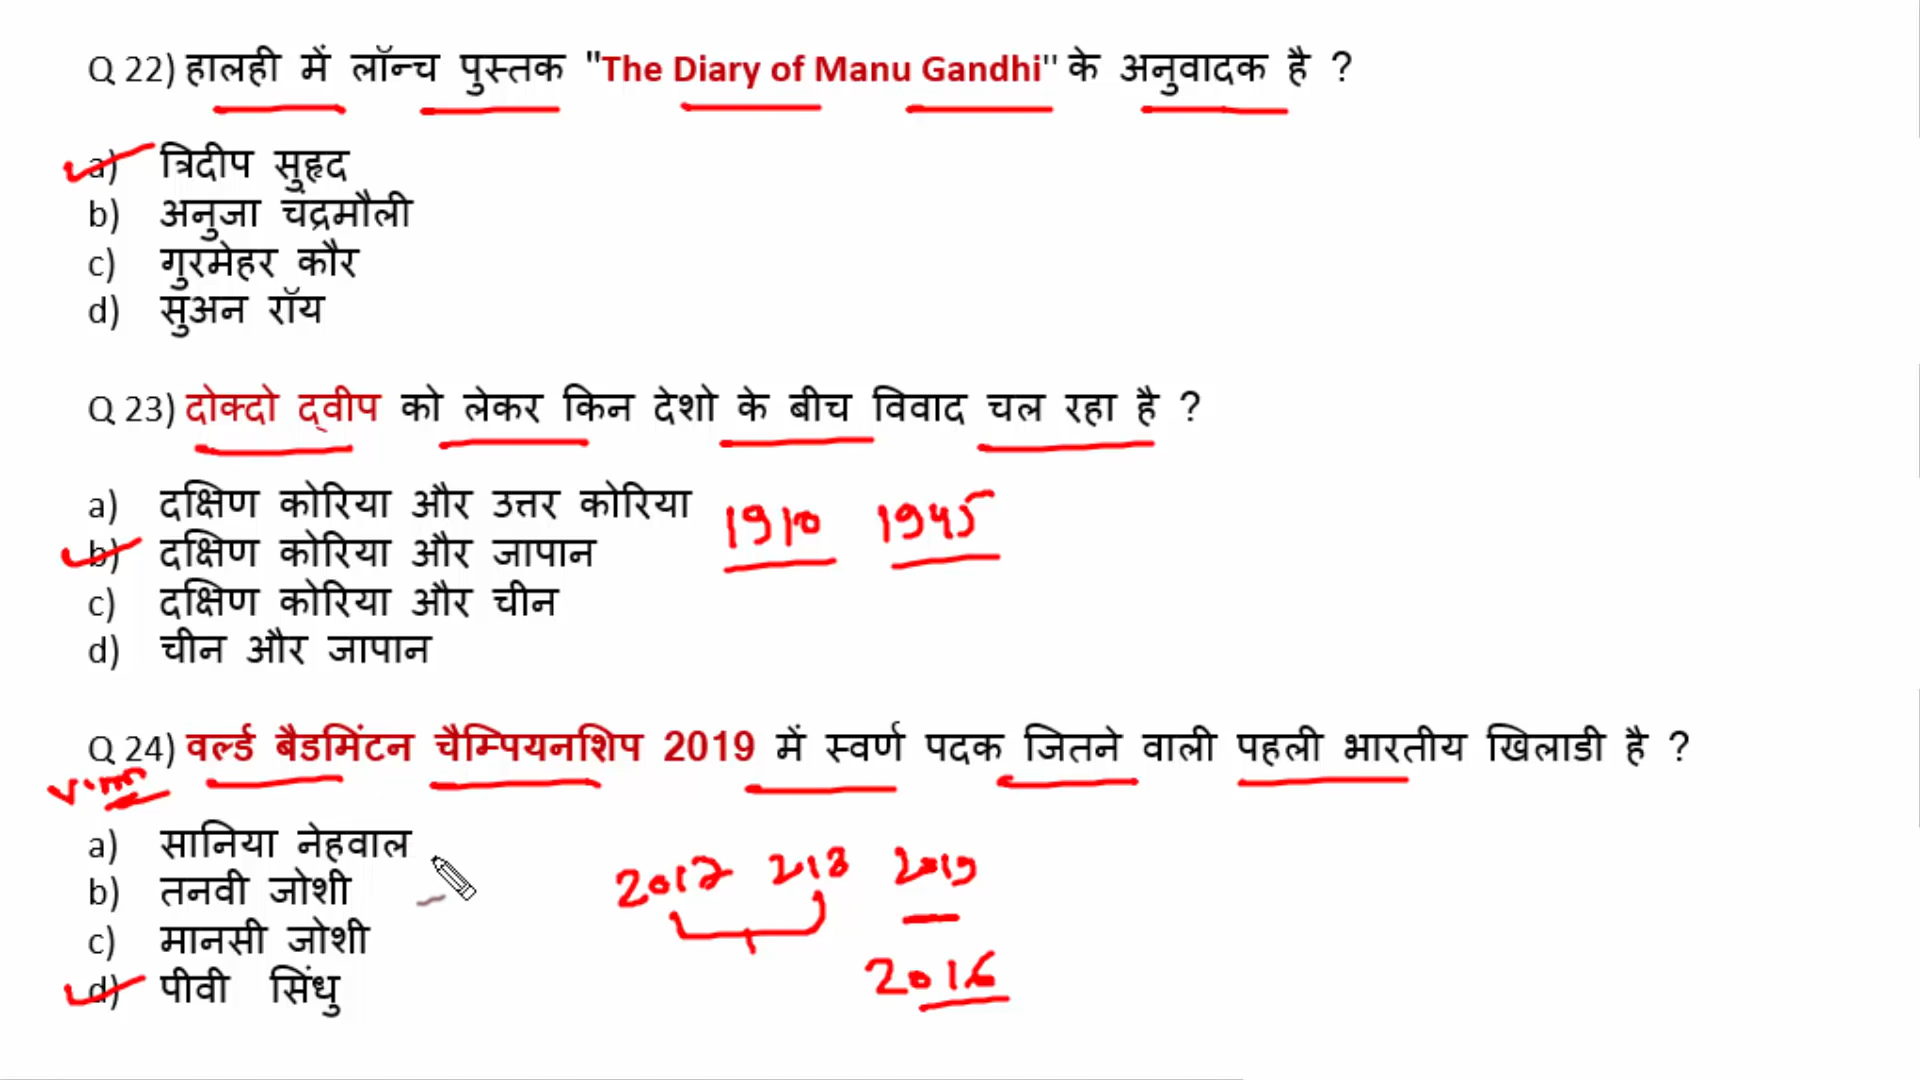 Q 22) हालही में लॉन्च पुस्तक "The Diary of Manu Gandhi" के अनुवादक है ?
a) त्रिदीप सुहृद
b) अनुजा चंद्रमौली
c) गुरमेहर कौर
d) सुअन रॉय
Q 23) दोक्दो द्वीप को लेकर किन देशो के बीच विवाद चल रहा है ?
a) दक्षिण कोरिया और उत्तर कोरिया
1910 1945
b) दक्षिण कोरिया और जापान
c) दक्षिण कोरिया और चीन
d) चीन और जापान
Q 24) वर्ल्ड बैडमिंटन चैम्पियनशिप 2019 में स्वर्ण पदक जितने वाली पहली भारतीय खिलाडी है ?
a) सानिया नेहवाल
b) तनवी जोशी
2019
c) मानसी जोशी
2016
d) पीवी सिंधु